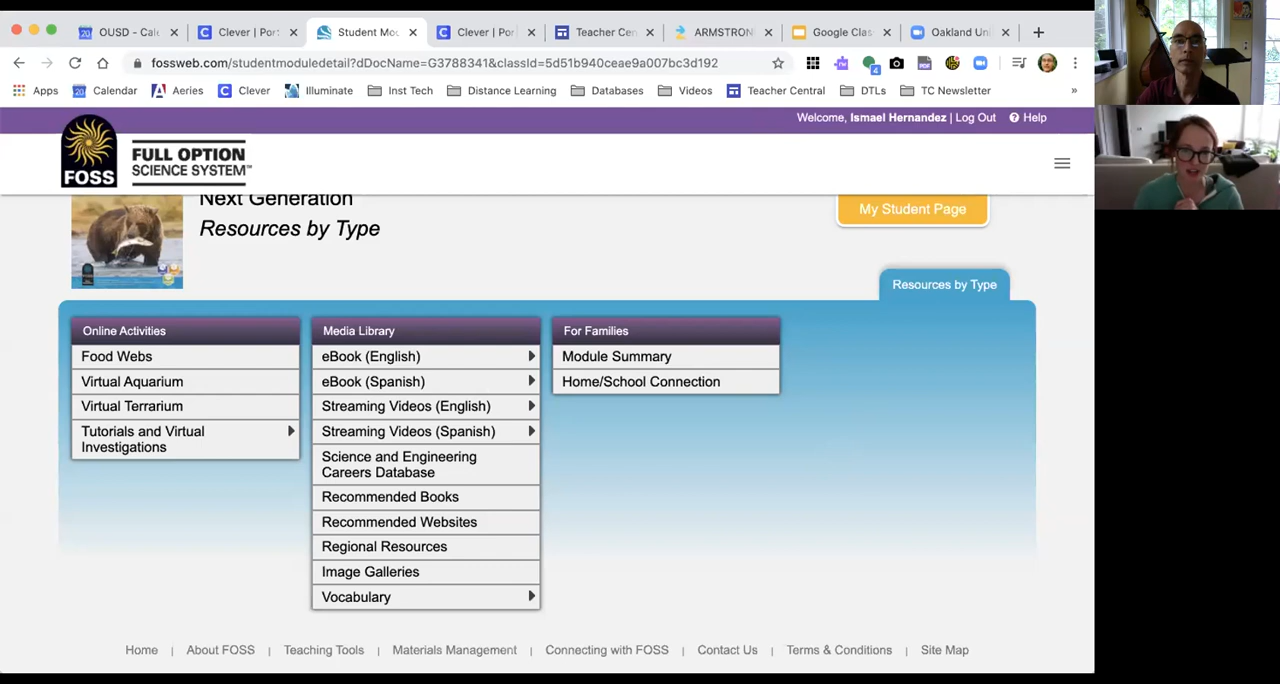 OUSD - Cale
Clever | Port
Student Mod
Clever | Por
Teacher Cen
ARMSTRON
Google Clas
Oakland Uni
fossweb.com/studentmoduledetail?dDocName=G3788341&classId=5d51b940ceae9a007bc3d192
Apps
Calendar
Aeries
Clever
Illuminate
Inst Tech
Distance Learning
Databases
Videos
Teacher Central
DTLs
TC Newsletter
»
Welcome, Ismael Hernandez | Log Out
Help
FOSS
FULL OPTION
SCIENCE SYSTEM™
Next Generation
Resources by Type
My Student Page
Resources by Type
Online Activities
Food Webs
Virtual Aquarium
Virtual Terrarium
Tutorials and Virtual
Investigations
Media Library
eBook (English)
eBook (Spanish)
Streaming Videos (English)
Streaming Videos (Spanish)
Science and Engineering
Careers Database
Recommended Books
Recommended Websites
Regional Resources
Image Galleries
Vocabulary
For Families
Module Summary
Home/School Connection
Home | About FOSS | Teaching Tools | Materials Management | Connecting with FOSS | Contact Us | Terms & Conditions | Site Map